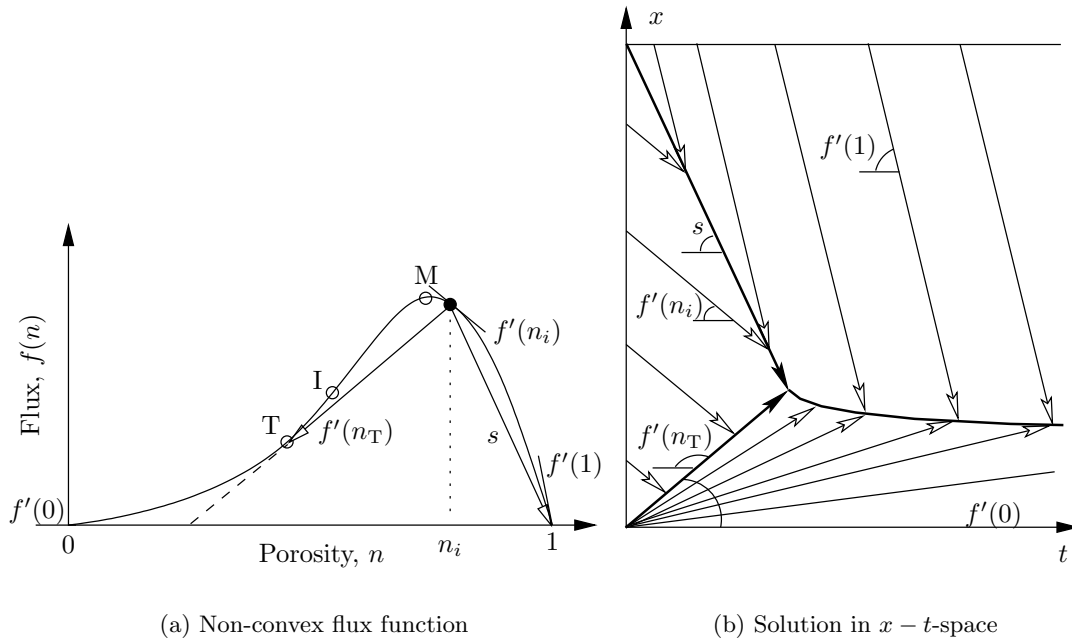 M
f′(n_i)
I
T
f′(n_T)
s
f′(1)
Flux, f(n)
f′(0)
0
Porosity, n
n_i
1
(a) Non-convex flux function
x
f′(1)
s
f′(n_i)
f′(n_T)
f′(0)
t
(b) Solution in x − t-space